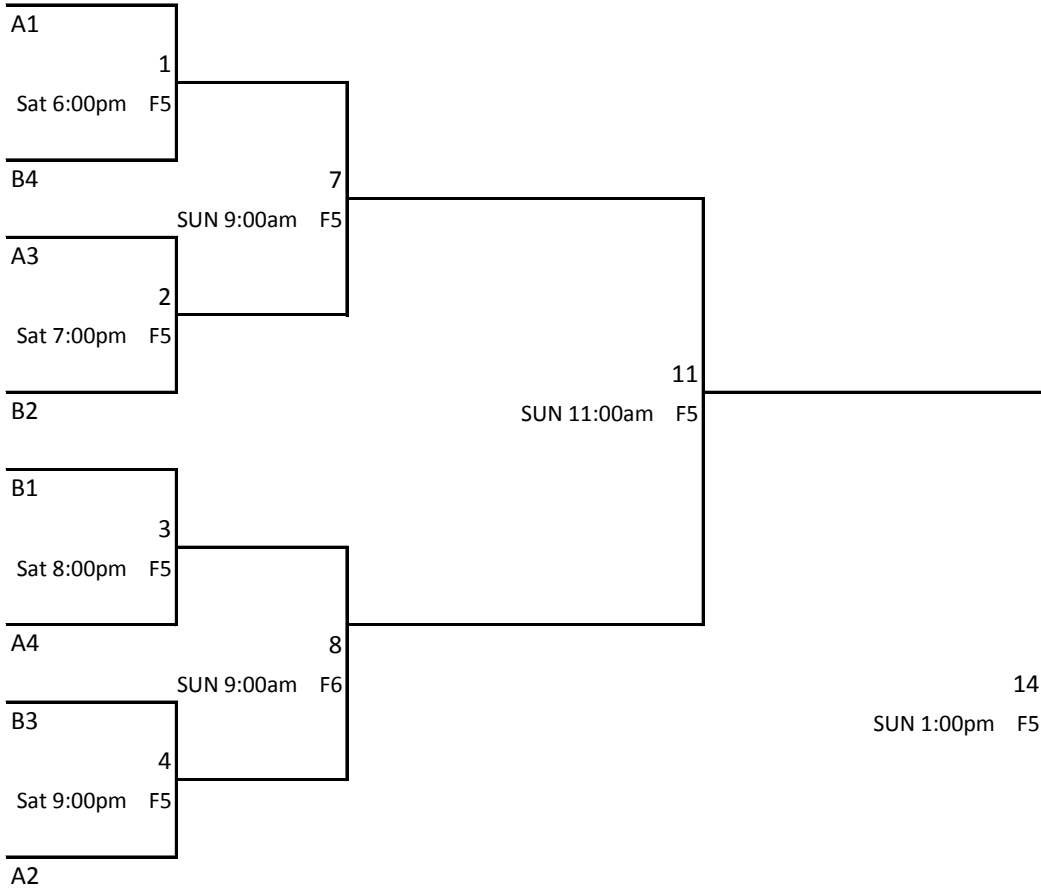 A1
1
Sat 6:00pm F5
B4
7
SUN 9:00am F5
A3
2
Sat 7:00pm F5
B2
11
SUN 11:00am F5
B1
3
Sat 8:00pm F5
A4
8
SUN 9:00am F6
14
SUN 1:00pm F5
B3
4
Sat 9:00pm F5
A2